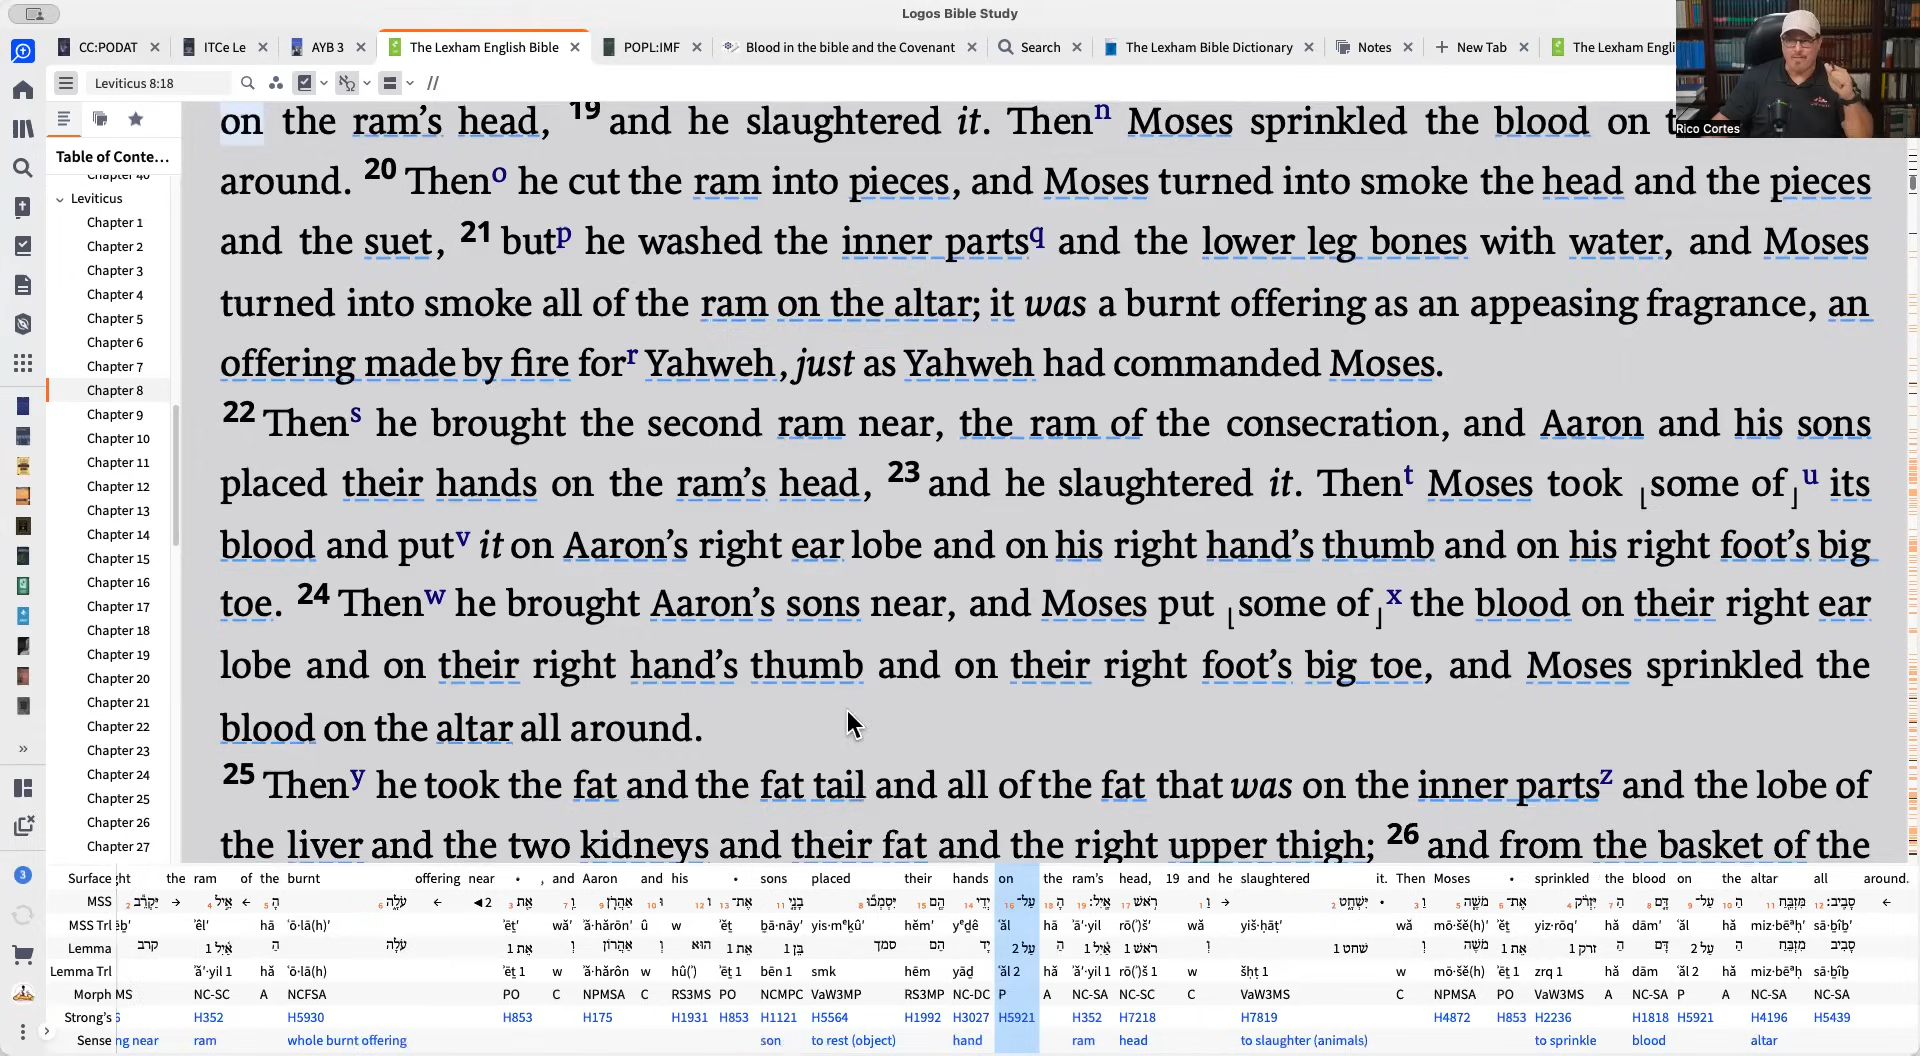 Logos Bible Study
CC:PODAT
ITCe Le
AYB 3
The Lexham English Bible
POPL:IMF
Blood in the bible and the Covenant
Search
The Lexham Bible Dictionary
Notes
New Tab
The Lexham Engli
Leviticus 8:18
Rico Cortes
Table of Conte...
Chapter 40
Leviticus
Chapter 1
Chapter 2
Chapter 3
Chapter 4
Chapter 5
Chapter 6
Chapter 7
Chapter 8
Chapter 9
Chapter 10
Chapter 11
Chapter 12
Chapter 13
Chapter 14
Chapter 15
Chapter 16
Chapter 17
Chapter 18
Chapter 19
Chapter 20
Chapter 21
Chapter 22
Chapter 23
Chapter 24
Chapter 25
Chapter 26
Chapter 27
3
on the ram’s head, 19 and he slaughtered it. Then n Moses sprinkled the blood on t
around. 20 Then o he cut the ram into pieces, and Moses turned into smoke the head and the pieces
and the suet, 21 but p he washed the inner parts q and the lower leg bones with water, and Moses
turned into smoke all of the ram on the altar; it was a burnt offering as an appeasing fragrance, an
offering made by fire for r Yahweh, just as Yahweh had commanded Moses.
22 Then s he brought the second ram near, the ram of the consecration, and Aaron and his sons
placed their hands on the ram’s head, 23 and he slaughtered it. Then t Moses took ⌊some of⌋ u its
blood and put v it on Aaron’s right ear lobe and on his right hand’s thumb and on his right foot’s big
toe. 24 Then w he brought Aaron’s sons near, and Moses put ⌊some of⌋ x the blood on their right ear
lobe and on their right hand’s thumb and on their right foot’s big toe, and Moses sprinkled the
blood on the altar all around.
25 Then y he took the fat and the fat tail and all of the fat that was on the inner parts z and the lobe of
the liver and the two kidneys and their fat and the right upper thigh; 26 and from the basket of the
Surface ht the ram of the burnt offering near • , and Aaron and his • sons placed their hands on the ram’s head, 19 and he slaughtered it. Then Moses • sprinkled the blood on the altar all around.
MSS
MSS Trl
Lemma
Lemma Trl
Morph MS NC-SC A NCFSA PO C NPMSA C RS3MS PO NCMPC VaW3MP RS3MP NC-DC P A NC-SA NC-SC C VaW3MS C NPMSA PO VaW3MS A NC-SA P A NC-SA NC-SA
Strong’s 6 H352 H5930 H853 H175 H1931 H853 H1121 H5564 H1992 H3027 H5921 H352 H7218 H7819 H4872 H853 H2236 H1818 H5921 H4196 H5439
Sense ng near ram whole burnt offering son to rest (object) hand ram head to slaughter (animals) to sprinkle blood altar